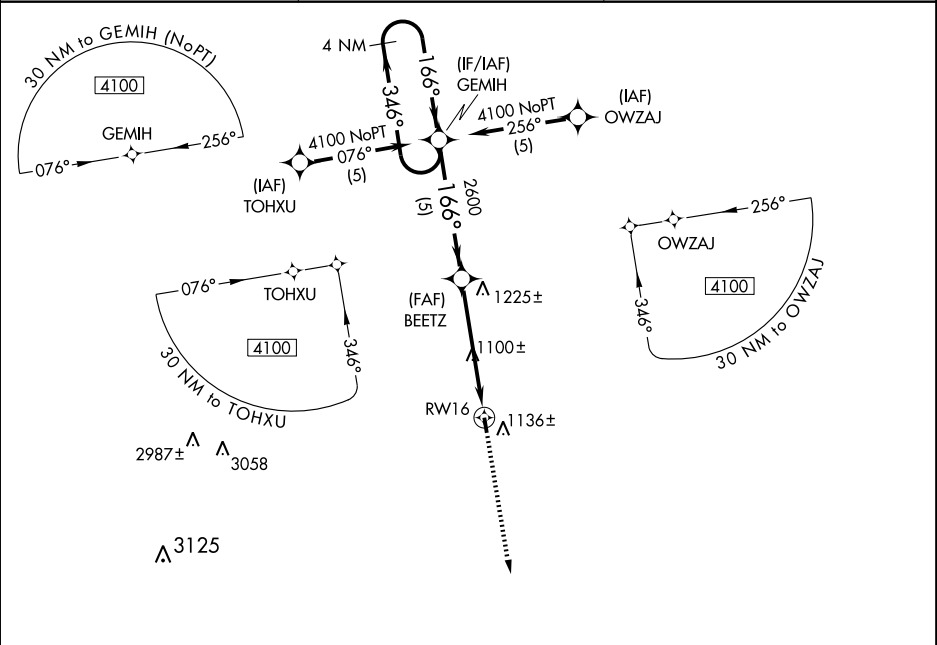 30 NM to GEMIH (NoPT)
4100
GEMIH
076°
256°
4 NM
166°
346°
(IF/IAF)
GEMIH
4100 NoPT
256°
(5)
(IAF)
OWZAJ
4100 NoPT
076°
(5)
(IAF)
TOHXU
2600
166°
(5)
256°
OWZAJ
4100
346°
30 NM to OWZAJ
076°
TOHXU
4100
346°
30 NM to TOHXU
(FAF)
BEETZ
1225±
1100±
RW16
1136±
2987±
3058
3125